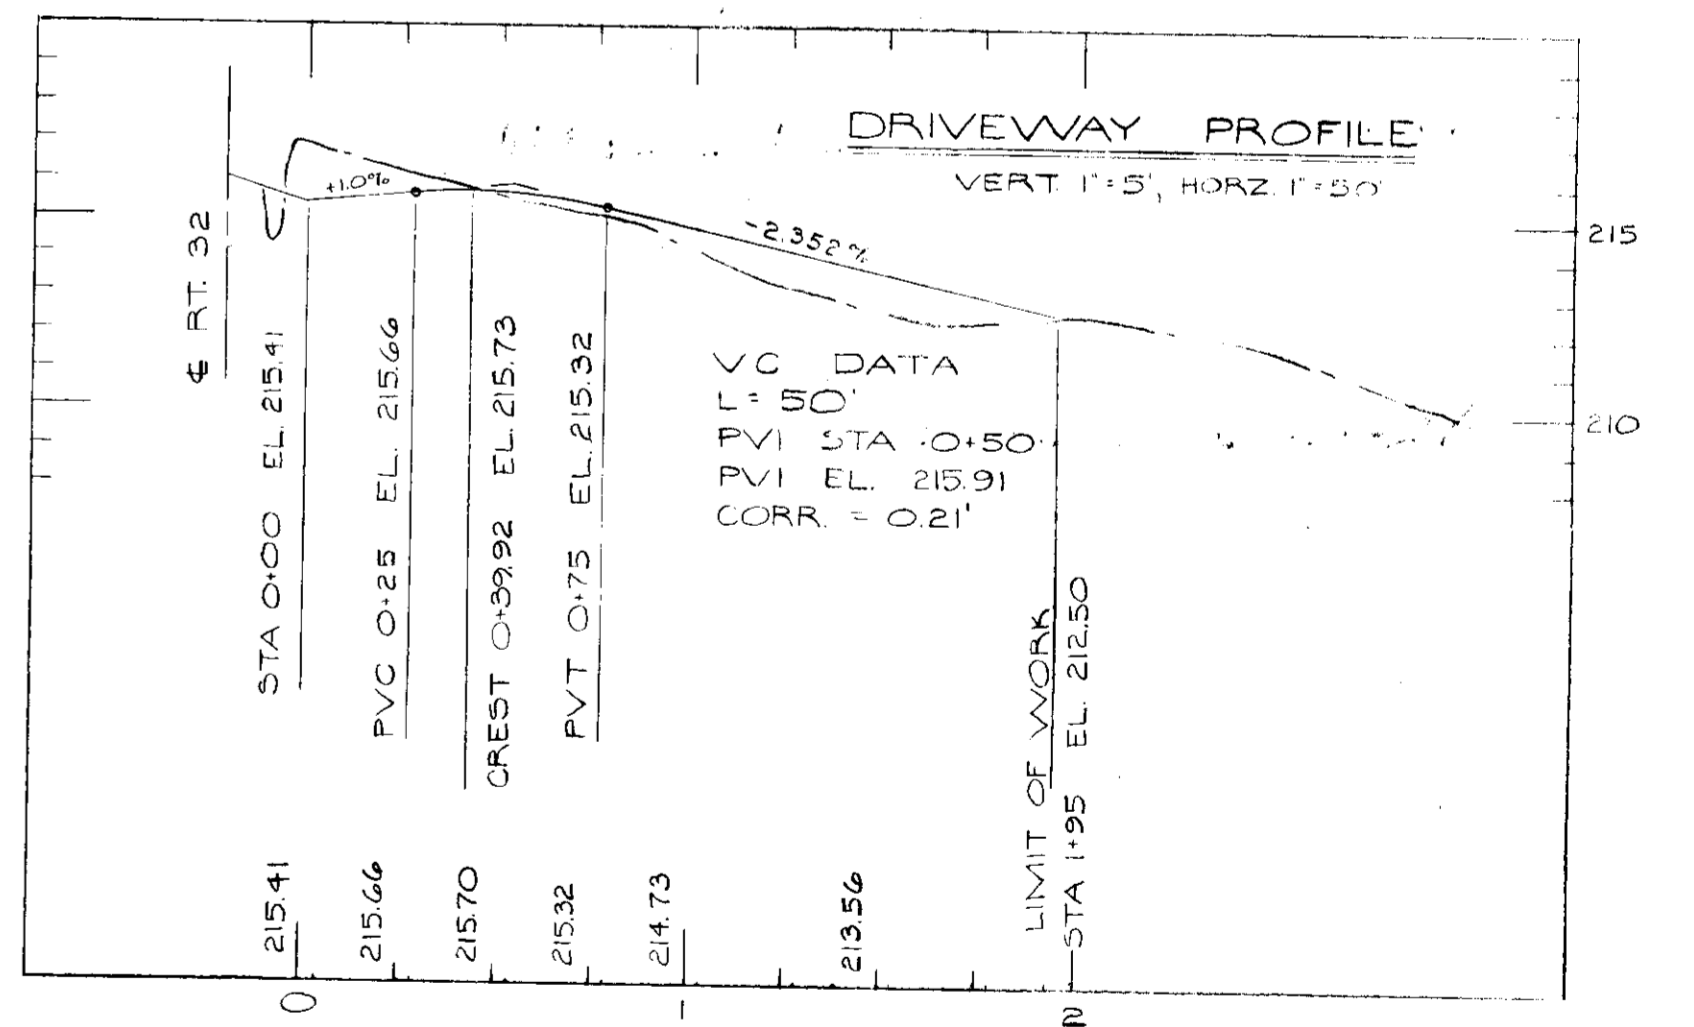 DRIVEWAY PROFILE
VERT. 1"=5', HORZ. 1"=50'
℄ RT. 32
+1.0%
-2.352%
215
210
STA 0+00 EL. 215.41
PVC 0+25 EL. 215.66
CREST 0+39.92 EL. 215.73
PVT 0+75 EL. 215.32
VC DATA
L = 50'
PVI STA 0+50
PVI EL. 215.91
CORR. = 0.21'
LIMIT OF WORK
STA 1+95 EL. 212.50
215.41
215.66
215.70
215.32
214.73
213.56
0
1
2